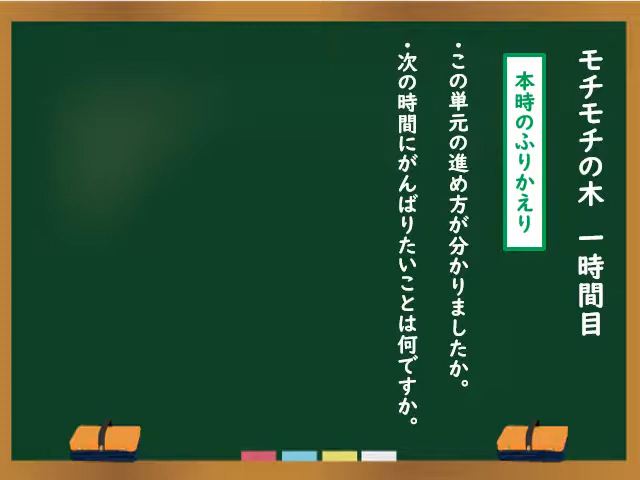 モチモチの木　一時間目
本時のふりかえり
・この単元の進め方が分かりましたか。
・次の時間にがんばりたいことは何ですか。